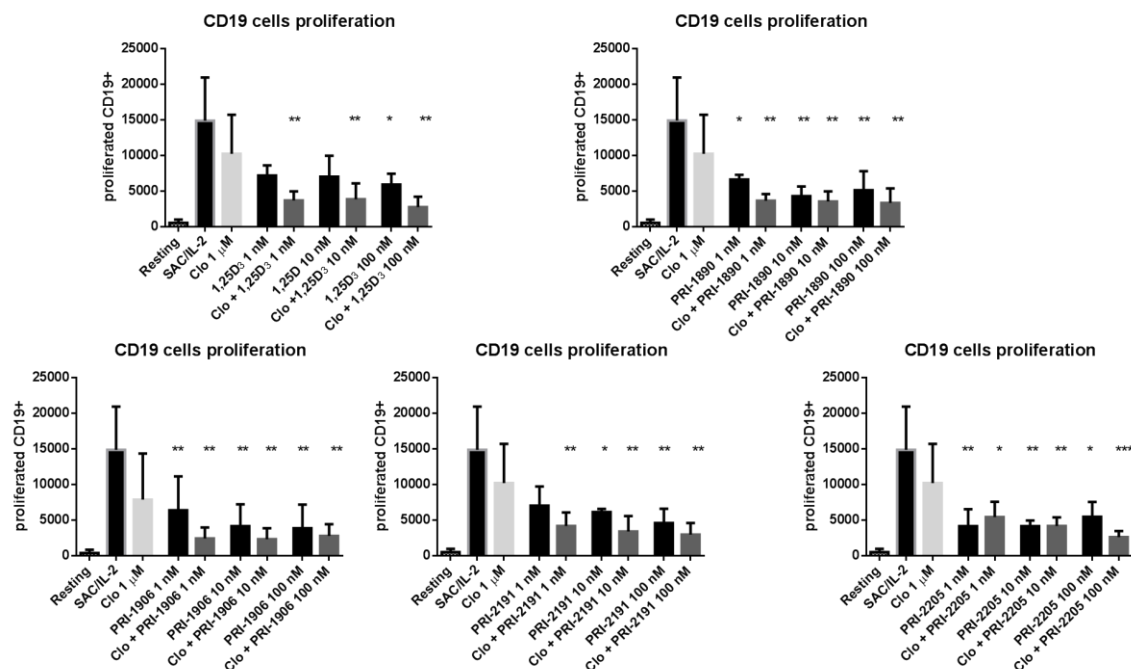 CD19 cells proliferation
proliferated CD19+
25000
20000
15000
10000
5000
0
** ** * **
Resting
SAC/IL-2
Clo 1 µM
1,25D₃ 1 nM
Clo + 1,25D₃ 1 nM
1,25D 10 nM
Clo +1,25D₃ 10 nM
1,25D₃ 100 nM
Clo + 1,25D₃ 100 nM
CD19 cells proliferation
proliferated CD19+
25000
20000
15000
10000
5000
0
* ** ** ** ** **
Resting
SAC/IL-2
Clo 1 µM
PRI-1890 1 nM
Clo + PRI-1890 1 nM
PRI-1890 10 nM
Clo + PRI-1890 10 nM
PRI-1890 100 nM
Clo + PRI-1890 100 nM
CD19 cells proliferation
proliferated CD19+
25000
20000
15000
10000
5000
0
** ** ** ** ** **
Resting
SAC/IL-2
Clo 1 µM
PRI-1906 1 nM
Clo + PRI-1906 1 nM
PRI-1906 10 nM
Clo + PRI-1906 10 nM
PRI-1906 100 nM
Clo + PRI-1906 100 nM
CD19 cells proliferation
proliferated CD19+
25000
20000
15000
10000
5000
0
** * ** ** **
Resting
SAC/IL-2
Clo 1 µM
PRI-2191 1 nM
Clo + PRI-2191 1 nM
PRI-2191 10 nM
Clo + PRI-2191 10 nM
PRI-2191 100 nM
Clo + PRI-2191 100 nM
CD19 cells proliferation
proliferated CD19+
25000
20000
15000
10000
5000
0
** * ** ** * ***
Resting
SAC/IL-2
Clo 1 µM
PRI-2205 1 nM
Clo + PRI-2205 1 nM
PRI-2205 10 nM
Clo + PRI-2205 10 nM
PRI-2205 100 nM
Clo + PRI-2205 100 nM